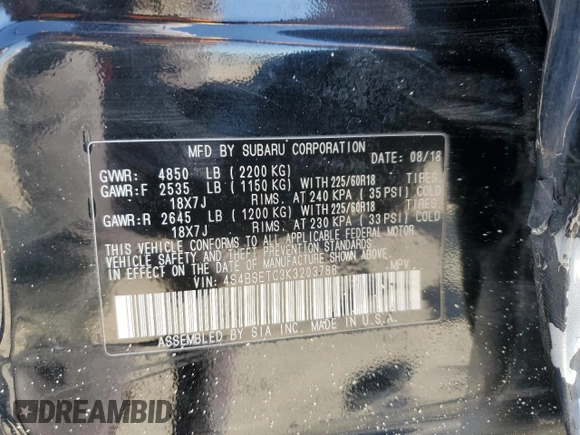 MFD BY SUBARU CORPORATION
GVWR: 4850 LB (2200 KG) DATE: 08/18
GAWR:F 2535 LB (1150 KG) WITH 225/60R18 TIRES.
18X7J RIMS. AT 240 KPA (35 PSI) COLD
GAWR:R 2645 LB (1200 KG) WITH 225/60R18 TIRES.
18X7J RIMS. AT 230 KPA (33 PSI) COLD
THIS VEHICLE CONFORMS TO ALL APPLICABLE FEDERAL MOTOR
VEHICLE SAFETY AND THEFT PREVENTION STANDARDS
IN EFFECT ON THE DATE OF MANUFACTURE SHOWN ABOVE.
VIN: 4S4BSETC3K3203788 MPV
ASSEMBLED BY SIA INC. MADE IN U.S.A.
DREAMBID